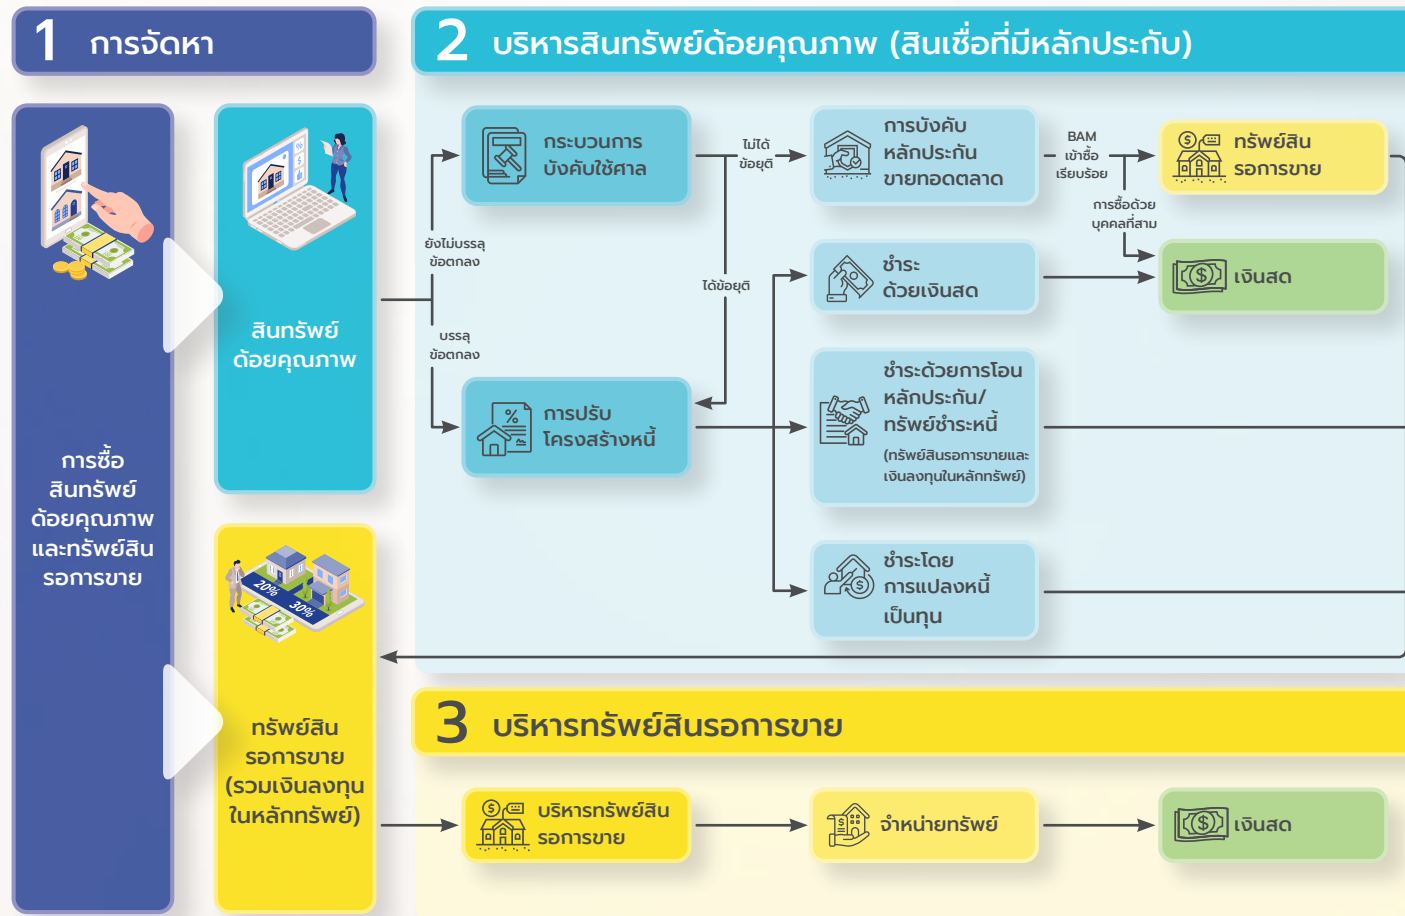 1 การจัดหา
2 บริหารสินทรัพย์ด้อยคุณภาพ (สินเชื่อที่มีหลักประกัน)
การซื้อ
สินทรัพย์
ด้อยคุณภาพ
และทรัพย์สิน
รอการขาย
สินทรัพย์
ด้อยคุณภาพ
ยังไม่บรรลุ
ข้อตกลง
บรรลุ
ข้อตกลง
กระบวนการ
บังคับใช้ศาล
ไม่ได้
ข้อยุติ
ได้ข้อยุติ
การปรับ
โครงสร้างหนี้
%
การบังคับ
หลักประกัน
ขายทอดตลาด
BAM
เข้าซื้อ
เรียบร้อย
การซื้อด้วย
บุคคลที่สาม
ทรัพย์สิน
รอการขาย
ชำระ
ด้วยเงินสด
เงินสด
ชำระด้วยการโอน
หลักประกัน/
ทรัพย์ชำระหนี้
(ทรัพย์สินรอการขายและ
เงินลงทุนในหลักทรัพย์)
ชำระโดย
การแปลงหนี้
เป็นทุน
20%
30%
ทรัพย์สิน
รอการขาย
(รวมเงินลงทุน
ในหลักทรัพย์)
3 บริหารทรัพย์สินรอการขาย
บริหารทรัพย์สิน
รอการขาย
จำหน่ายทรัพย์
เงินสด